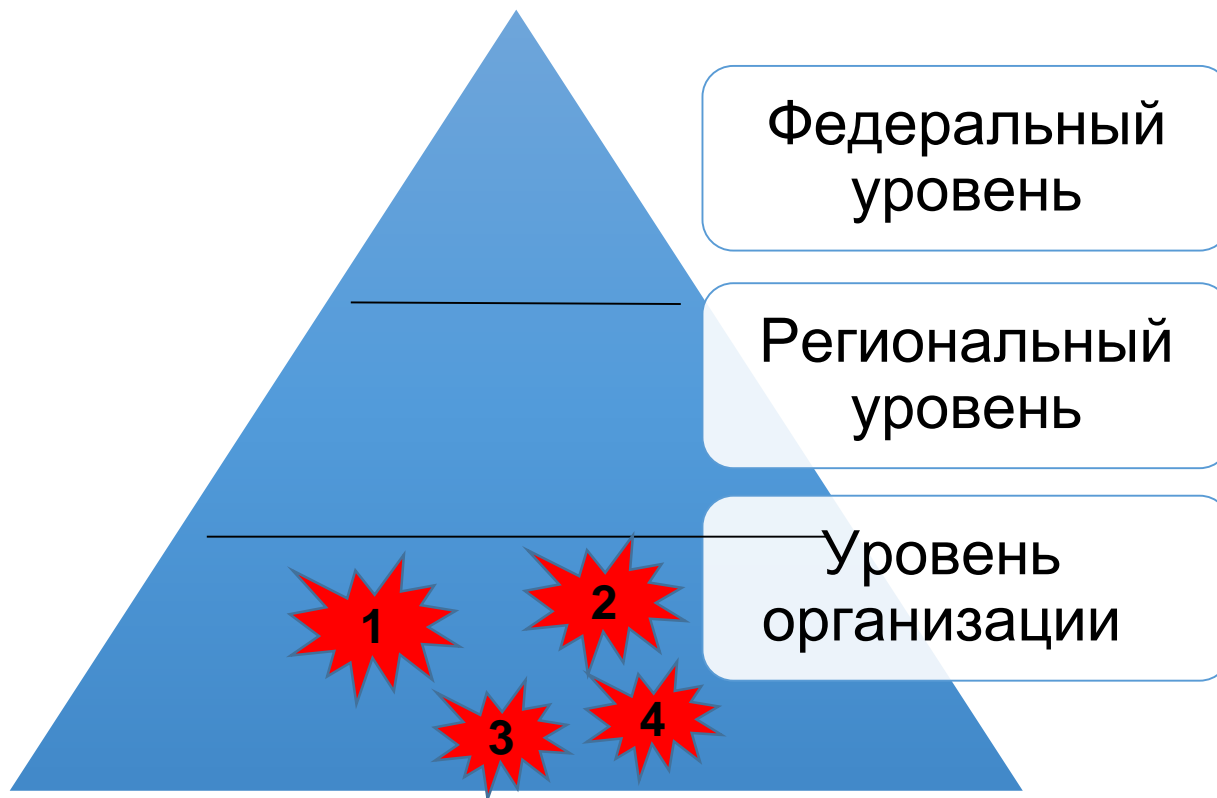 Федеральный
уровень
Региональный
уровень
Уровень
организации
1
2
3
4